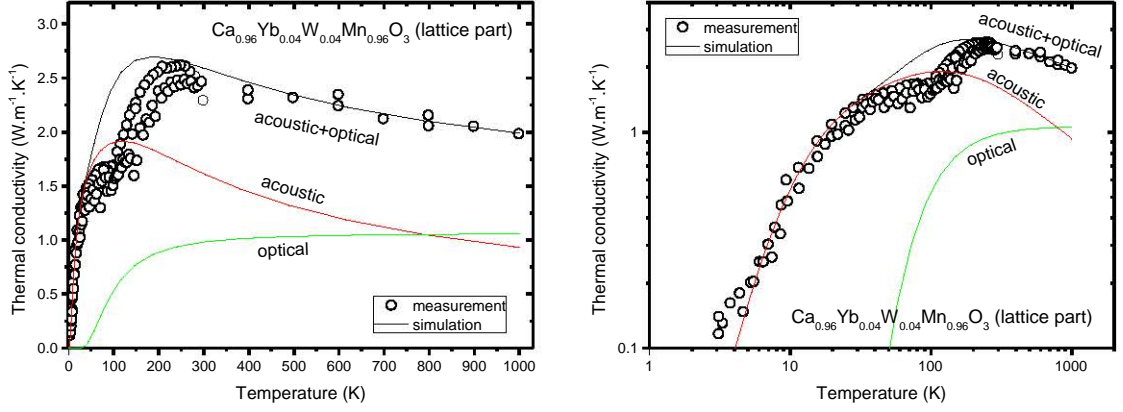 Ca0.96Yb0.04W0.04Mn0.96O3 (lattice part)
Thermal conductivity (W.m-1.K-1)
3.0
2.5
2.0
1.5
1.0
0.5
0.0
acoustic+optical
acoustic
optical
measurement
simulation
0 100 200 300 400 500 600 700 800 900 1000
Temperature (K)
measurement
simulation
acoustic+optical
acoustic
optical
Thermal conductivity (W.m-1.K-1)
1
0.1
Ca0.96Yb0.04W0.04Mn0.96O3 (lattice part)
1 10 100 1000
Temperature (K)